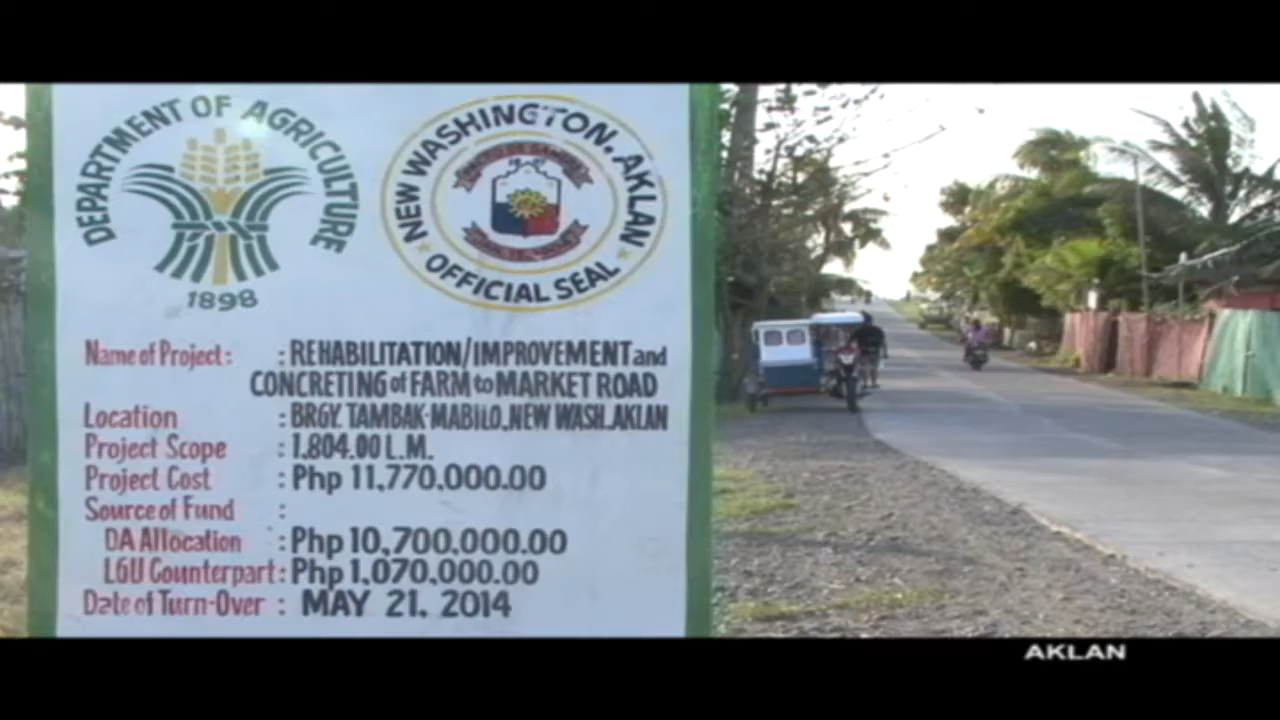 DEPARTMENT OF AGRICULTURE
1898
NEW WASHINGTON, AKLAN
OFFICIAL SEAL
Name of Project: : REHABILITATION/IMPROVEMENT and
CONCRETING of FARM to MARKET ROAD
Location : BRGY. TAMBAK-MABILO, NEW WASH. AKLAN
Project Scope : 1,804.00 L.M.
Project Cost : Php 11,770,000.00
Source of Fund :
DA Allocation : Php 10,700,000.00
LGU Counterpart : Php 1,070,000.00
Date of Turn-Over : MAY 21, 2014
AKLAN